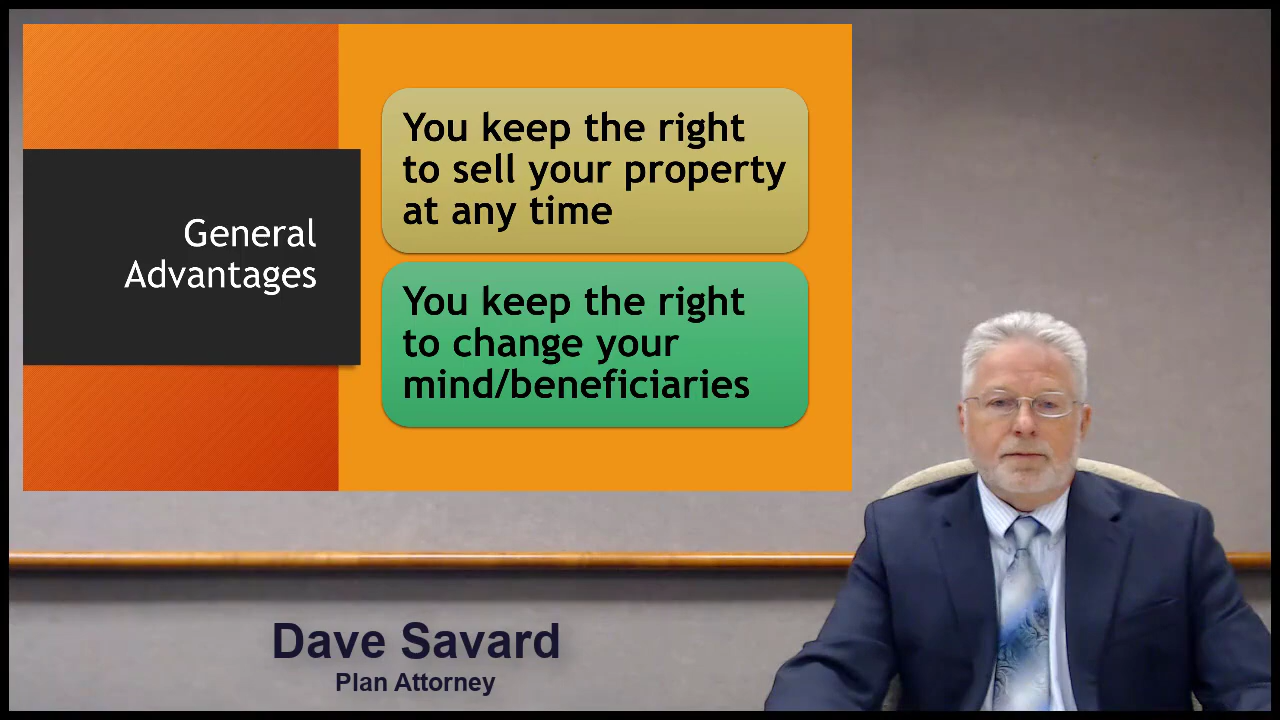 General
Advantages
You keep the right
to sell your property
at any time
You keep the right
to change your
mind/beneficiaries
Dave Savard
Plan Attorney